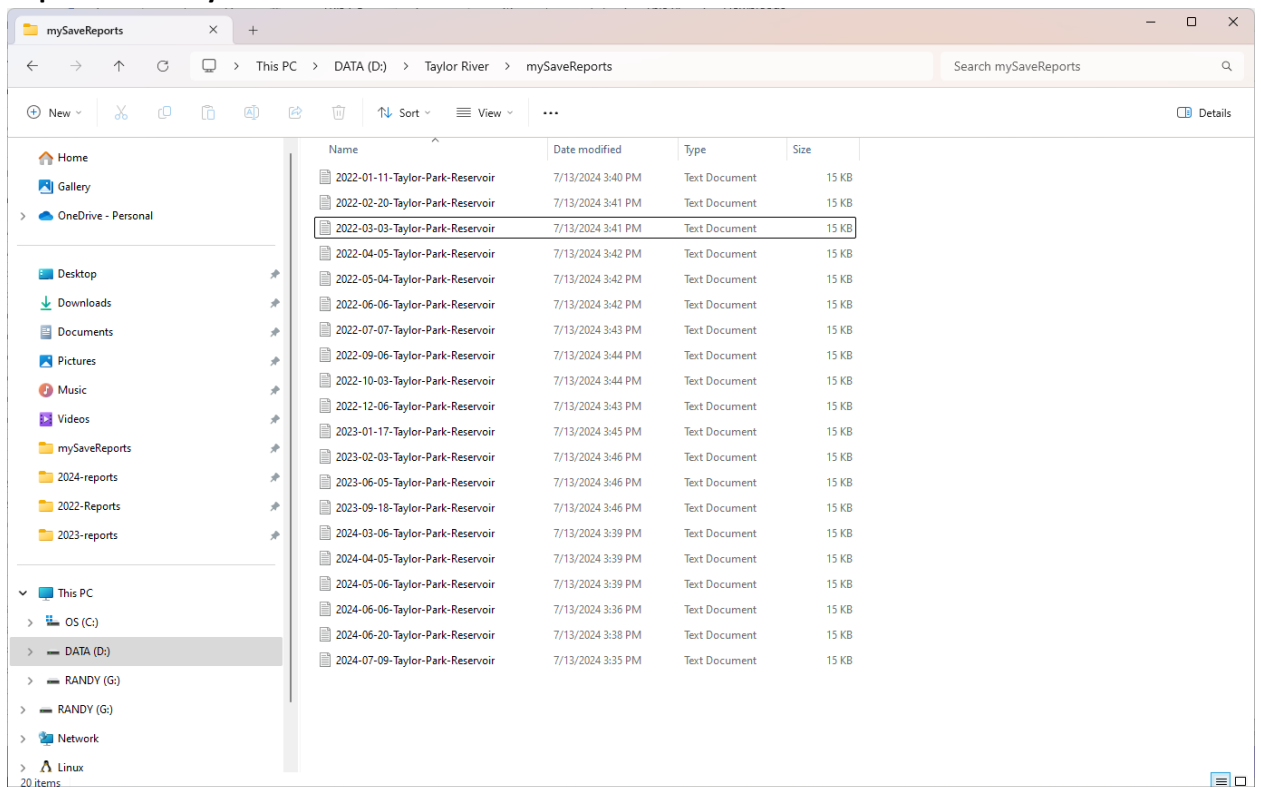 mySaveReports
This PC > DATA (D:) > Taylor River > mySaveReports
Search mySaveReports
New
Sort
View
Details
Home
Gallery
OneDrive - Personal
Desktop
Downloads
Documents
Pictures
Music
Videos
mySaveReports
2024-reports
2022-Reports
2023-reports
This PC
OS (C:)
DATA (D:)
RANDY (G:)
RANDY (G:)
Network
Linux
Name Date modified Type Size
2022-01-11-Taylor-Park-Reservoir 7/13/2024 3:40 PM Text Document 15 KB
2022-02-20-Taylor-Park-Reservoir 7/13/2024 3:41 PM Text Document 15 KB
2022-03-03-Taylor-Park-Reservoir 7/13/2024 3:41 PM Text Document 15 KB
2022-04-05-Taylor-Park-Reservoir 7/13/2024 3:42 PM Text Document 15 KB
2022-05-04-Taylor-Park-Reservoir 7/13/2024 3:42 PM Text Document 15 KB
2022-06-06-Taylor-Park-Reservoir 7/13/2024 3:42 PM Text Document 15 KB
2022-07-07-Taylor-Park-Reservoir 7/13/2024 3:43 PM Text Document 15 KB
2022-09-06-Taylor-Park-Reservoir 7/13/2024 3:44 PM Text Document 15 KB
2022-10-03-Taylor-Park-Reservoir 7/13/2024 3:44 PM Text Document 15 KB
2022-12-06-Taylor-Park-Reservoir 7/13/2024 3:43 PM Text Document 15 KB
2023-01-17-Taylor-Park-Reservoir 7/13/2024 3:45 PM Text Document 15 KB
2023-02-03-Taylor-Park-Reservoir 7/13/2024 3:46 PM Text Document 15 KB
2023-06-05-Taylor-Park-Reservoir 7/13/2024 3:46 PM Text Document 15 KB
2023-09-18-Taylor-Park-Reservoir 7/13/2024 3:46 PM Text Document 15 KB
2024-03-06-Taylor-Park-Reservoir 7/13/2024 3:39 PM Text Document 15 KB
2024-04-05-Taylor-Park-Reservoir 7/13/2024 3:39 PM Text Document 15 KB
2024-05-06-Taylor-Park-Reservoir 7/13/2024 3:39 PM Text Document 15 KB
2024-06-06-Taylor-Park-Reservoir 7/13/2024 3:36 PM Text Document 15 KB
2024-06-20-Taylor-Park-Reservoir 7/13/2024 3:38 PM Text Document 15 KB
2024-07-09-Taylor-Park-Reservoir 7/13/2024 3:35 PM Text Document 15 KB
20 items